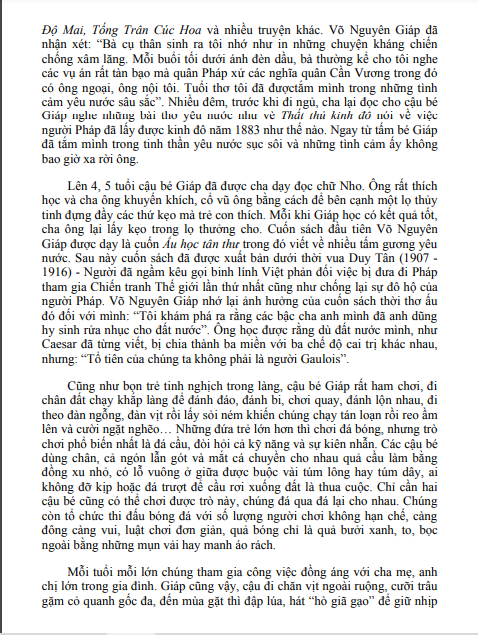 Độ Mai, Tống Trân Cúc Hoa và nhiều truyện khác. Võ Nguyên Giáp đã
nhận xét: “Bà cụ thân sinh ra tôi nhớ như in những chuyện kháng chiến
chống xâm lăng. Mỗi buổi tối dưới ánh đèn dầu, bà thường kể cho tôi nghe
các vụ án rất tàn bạo mà quân Pháp xử các nghĩa quân Cần Vương trong đó
có ông ngoại, ông nội tôi. Tuổi thơ tôi đã đượctắm mình trong những tình
cảm yêu nước sâu sắc”. Nhiều đêm, trước khi đi ngủ, cha lại đọc cho cậu bé
Giáp nghe những bài thơ yêu nước như vè Thất thủ kinh đô nói về việc
người Pháp đã lấy được kinh đô năm 1883 như thế nào. Ngay từ tấm bé Giáp
đã tắm mình trong tinh thần yêu nước sục sôi và những tình cảm ấy không
bao giờ xa rời ông.
Lên 4, 5 tuổi cậu bé Giáp đã được cha dạy đọc chữ Nho. Ông rất thích
học và cha ông khuyến khích, cổ vũ ông bằng cách để bên cạnh một lọ thủy
tinh đựng đầy các thứ kẹo mà trẻ con thích. Mỗi khi Giáp học có kết quả tốt,
cha ông lại lấy kẹo trong lọ thưởng cho. Cuốn sách đầu tiên Võ Nguyên
Giáp được dạy là cuốn Ấu học tân thư trong đó viết về nhiều tấm gương yêu
nước. Sau này cuốn sách đã được xuất bản dưới thời vua Duy Tân (1907 -
1916) - Người đã ngầm kêu gọi binh lính Việt phản đối việc bị đưa đi Pháp
tham gia Chiến tranh Thế giới lần thứ nhất cũng như chống lại sự đô hộ của
người Pháp. Võ Nguyên Giáp nhớ lại ảnh hưởng của cuốn sách thời thơ ấu
đó đối với mình: “Tôi khám phá ra rằng các bậc cha anh mình đã anh dũng
hy sinh rửa nhục cho đất nước”. Ông học được rằng dù đất nước mình, như
Caesar đã từng viết, bị chia thành ba miền với ba chế độ cai trị khác nhau,
nhưng: “Tổ tiên của chúng ta không phải là người Gaulois”.
Cũng như bọn trẻ tinh nghịch trong làng, cậu bé Giáp rất ham chơi, đi
chân đất chạy khắp làng để đánh đáo, đánh bi, chơi quay, đánh lộn nhau, đi
theo đàn ngỗng, đàn vịt rồi lấy sỏi ném khiến chúng chạy tán loạn rồi reo ầm
lên và cười ngặt nghẽo… Những đứa trẻ lớn hơn thì chơi đá bóng, nhưng trò
chơi phổ biến nhất là đá cầu, đòi hỏi cả kỹ năng và sự kiên nhẫn. Các cậu bé
dùng chân, cả ngón lẫn gót và mắt cá chuyền cho nhau quả cầu làm bằng
đồng xu nhỏ, có lỗ vuông ở giữa được buộc vài túm lông hay túm dây, ai
không đỡ kịp hoặc đá trượt để cầu rơi xuống đất là thua cuộc. Chỉ cần hai
cậu bé cũng có thể chơi được trò này, chúng đá qua đá lại cho nhau. Chúng
còn tổ chức thi đấu bóng đá với số lượng người chơi không hạn chế, càng
đông càng vui, luật chơi đơn giản, quả bóng chỉ là quả bưởi xanh, to, bọc
ngoài bằng những mụn vải hay manh áo rách.
Mỗi tuổi mỗi lớn chúng tham gia công việc đồng áng với cha mẹ, anh
chị lớn trong gia đình. Giáp cũng vậy, cậu đi chăn vịt ngoài ruộng, cưỡi trâu
gặm cỏ quanh gốc đa, đến mùa gặt thì đập lúa, hát “hò giã gạo” để giữ nhịp